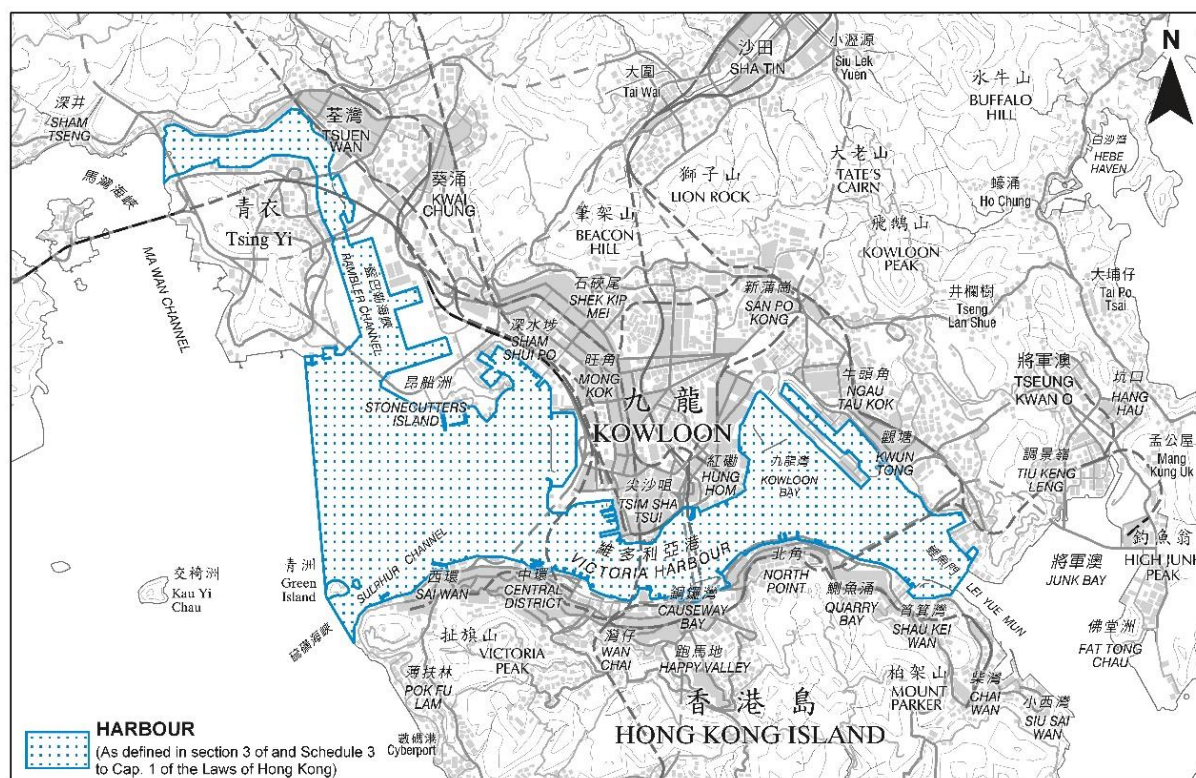 沙田
SHA TIN
小瀝源
Siu Lek
Yuen
N
大圍
Tai Wai
水牛山
BUFFALO
HILL
深井
SHAM
TSENG
荃灣
TSUEN
WAN
白沙灣
HEBE
HAVEN
大老山
TATE'S
CAIRN
獅子山
LION ROCK
葵涌
KWAI
CHUNG
蠔涌
Ho Chung
馬灣海峽
青衣
Tsing Yi
筆架山
BEACON
HILL
飛鵝山
KOWLOON
PEAK
MA WAN CHANNEL
藍巴勒海峽
RAMBLER CHANNEL
石硤尾
SHEK KIP
MEI
新蒲崗
SAN PO
KONG
井欄樹
Tseng
Lan Shue
大埔仔
Tai Po
Tsai
深水埗
SHAM
SHUI PO
旺角
MONG
KOK
牛頭角
NGAU
TAU KOK
將軍澳
TSEUNG
KWAN O
坑口
HANG
HAU
昂船洲
STONECUTTERS
ISLAND
九龍
KOWLOON
觀塘
KWUN
TONG
紅磡
HUNG
HOM
九龍灣
KOWLOON
BAY
調景嶺
TIU KENG
LENG
孟公屋
Mang
Kung Uk
尖沙咀
TSIM SHA
TSUI
維多利亞港
VICTORIA HARBOUR
鯉魚門
LEI YUE MUN
將軍澳
JUNK BAY
釣魚翁
HIGH JUNK
PEAK
交椅洲
Kau Yi
Chau
青洲
Green
Island
SULPHUR CHANNEL
硫磺海峽
西環
SAI WAN
中環
CENTRAL
DISTRICT
銅鑼灣
CAUSEWAY
BAY
北角
NORTH
POINT
鰂魚涌
QUARRY
BAY
筲箕灣
SHAU KEI
WAN
佛堂洲
FAT TONG
CHAU
扯旗山
VICTORIA
PEAK
灣仔
WAN
CHAI
跑馬地
HAPPY VALLEY
薄扶林
POK FU
LAM
柏架山
MOUNT
PARKER
柴灣
CHAI
WAN
小西灣
SIU SAI
WAN
香港島
HONG KONG ISLAND
數碼港
Cyberport
HARBOUR
(As defined in section 3 of and Schedule 3
to Cap. 1 of the Laws of Hong Kong)